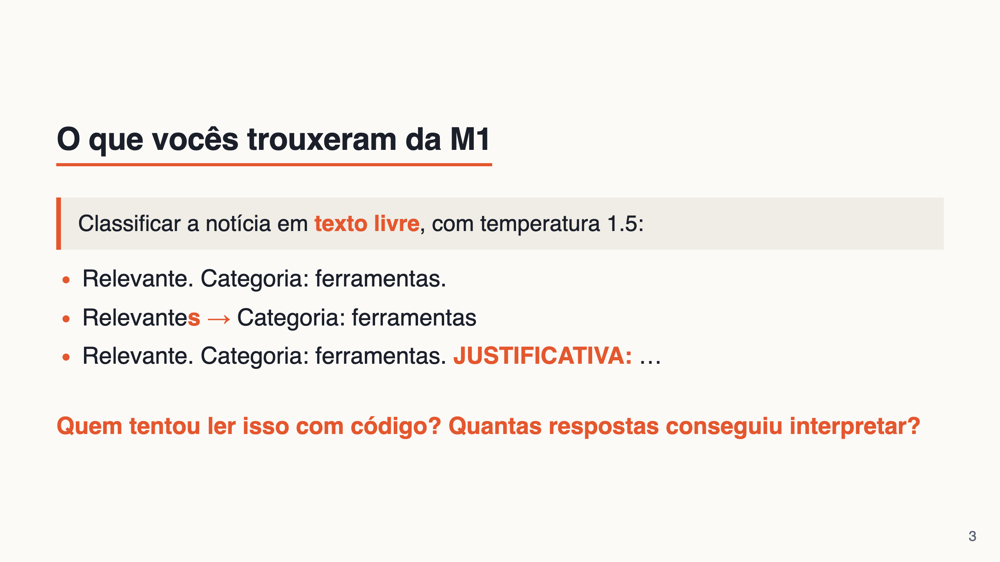 O que vocês trouxeram da M1
Classificar a notícia em texto livre, com temperatura 1.5:
• Relevante. Categoria: ferramentas.
• Relevantes → Categoria: ferramentas
• Relevante. Categoria: ferramentas. JUSTIFICATIVA: …
Quem tentou ler isso com código? Quantas respostas conseguiu interpretar?
3